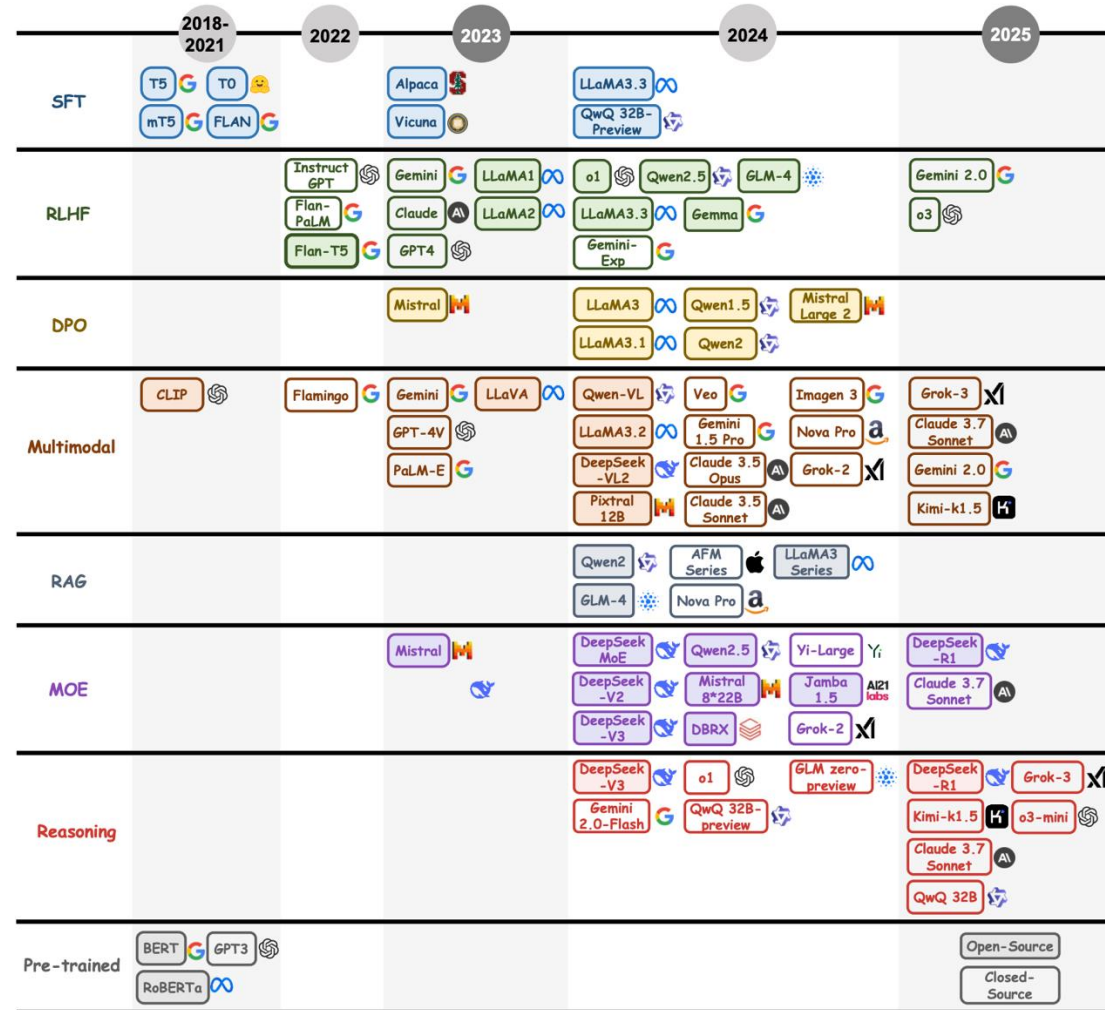 2018-
2021
2022
2023
2024
2025
SFT
T5
T0
mT5
FLAN
Alpaca
Vicuna
LLaMA3.3
QwQ 32B-
Preview
RLHF
Instruct
GPT
Flan-
PaLM
Flan-T5
Gemini
LLaMA1
Claude
LLaMA2
GPT4
o1
Qwen2.5
GLM-4
LLaMA3.3
Gemma
Gemini-
Exp
Gemini 2.0
o3
DPO
Mistral
LLaMA3
Qwen1.5
Mistral
Large 2
LLaMA3.1
Qwen2
Multimodal
CLIP
Flamingo
Gemini
LLaVA
GPT-4V
PaLM-E
Qwen-VL
Veo
Imagen 3
LLaMA3.2
Gemini
1.5 Pro
Nova Pro
DeepSeek
-VL2
Claude 3.5
Opus
Grok-2
Pixtral
12B
Claude 3.5
Sonnet
Grok-3
Claude 3.7
Sonnet
Gemini 2.0
Kimi-k1.5
RAG
Qwen2
AFM
Series
LLaMA3
Series
GLM-4
Nova Pro
MOE
Mistral
DeepSeek
MoE
Qwen2.5
Yi-Large
Yi
DeepSeek
-V2
Mistral
8*22B
Jamba
1.5
AI21
labs
DeepSeek
-V3
DBRX
Grok-2
DeepSeek
-R1
Claude 3.7
Sonnet
Reasoning
DeepSeek
-V3
o1
GLM zero-
preview
Gemini
2.0-Flash
QwQ 32B-
preview
DeepSeek
-R1
Grok-3
Kimi-k1.5
o3-mini
Claude 3.7
Sonnet
QwQ 32B
Pre-trained
BERT
GPT3
RoBERTa
Open-Source
Closed-
Source